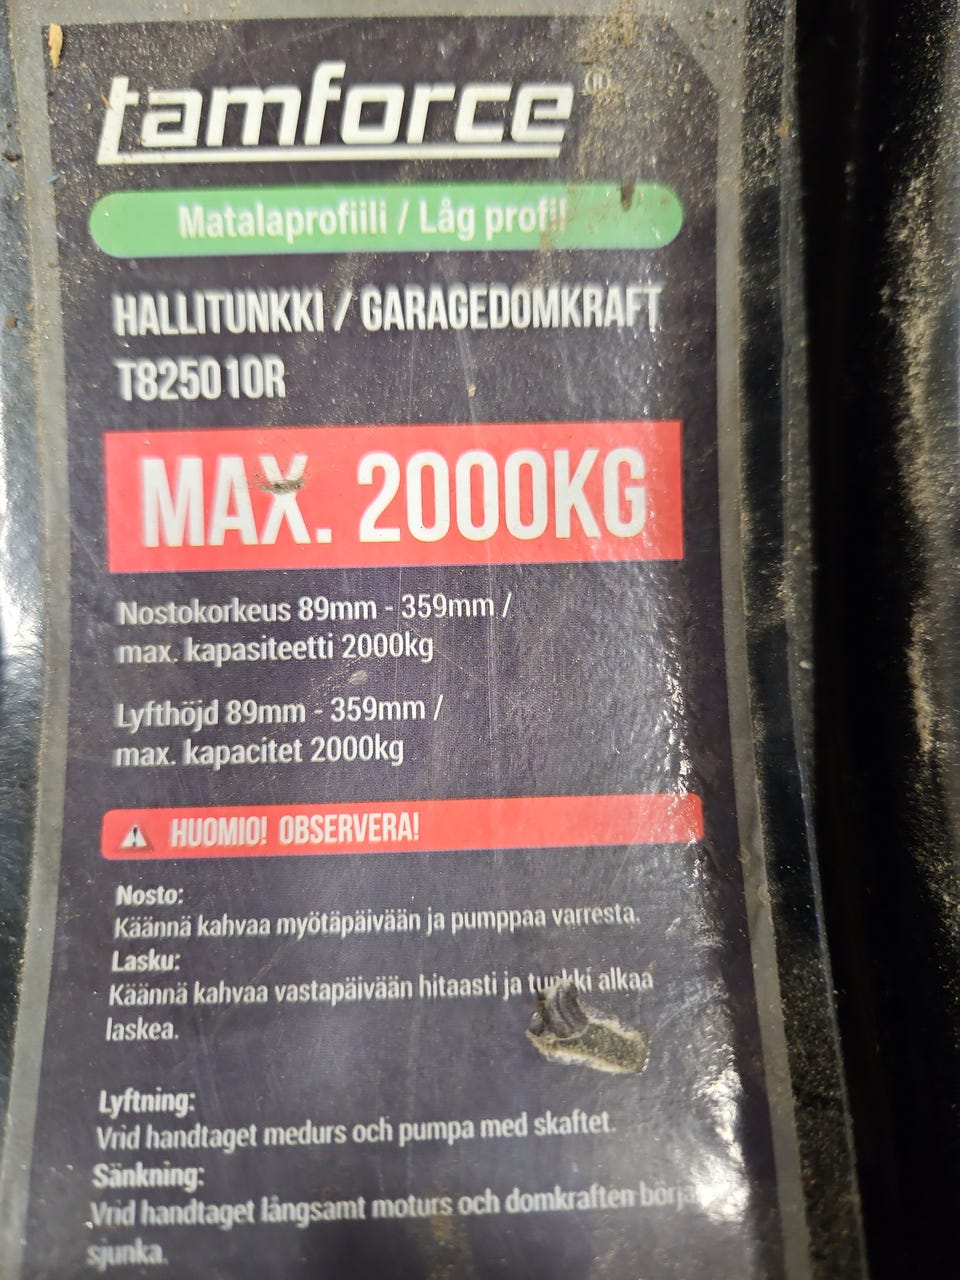 tamforce®
Matalaprofiili / Låg profil
HALLITUNKKI / GARAGEDOMKRAFT
T825010R
MAX. 2000KG
Nostokorkeus 89mm - 359mm /
max. kapasiteetti 2000kg
Lyfthöjd 89mm - 359mm /
max. kapacitet 2000kg
HUOMIO! OBSERVERA!
Nosto:
Käännä kahvaa myötäpäivään ja pumppaa varresta.
Lasku:
Käännä kahvaa vastapäivään hitaasti ja tunkki alkaa
laskea.
Lyftning:
Vrid handtaget medurs och pumpa med skaftet.
Sänkning:
Vrid handtaget långsamt moturs och domkraften börja
sjunka.